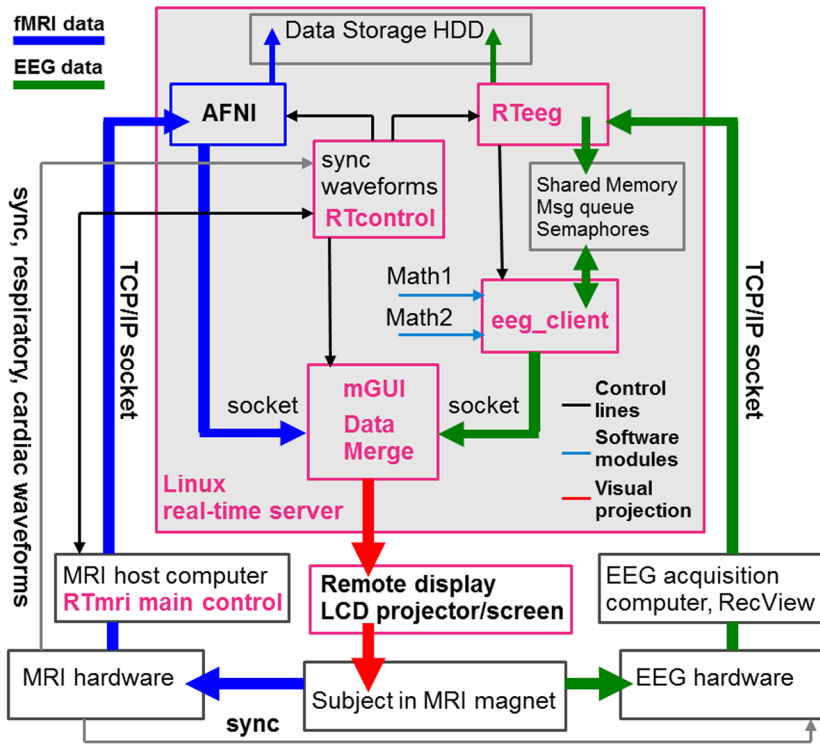 fMRI data
EEG data
Data Storage HDD
AFNI
RTeeg
sync
waveforms
RTcontrol
Shared Memory
Msg queue
Semaphores
Math1
Math2
eeg_client
mGUI
Data
Merge
socket
socket
Control
lines
Software
modules
Visual
projection
Linux
real-time server
TCP/IP socket
TCP/IP socket
sync, respiratory, cardiac waveforms
MRI host computer
RTmri main control
Remote display
LCD projector/screen
EEG acquisition
computer, RecView
MRI hardware
Subject in MRI magnet
EEG hardware
sync